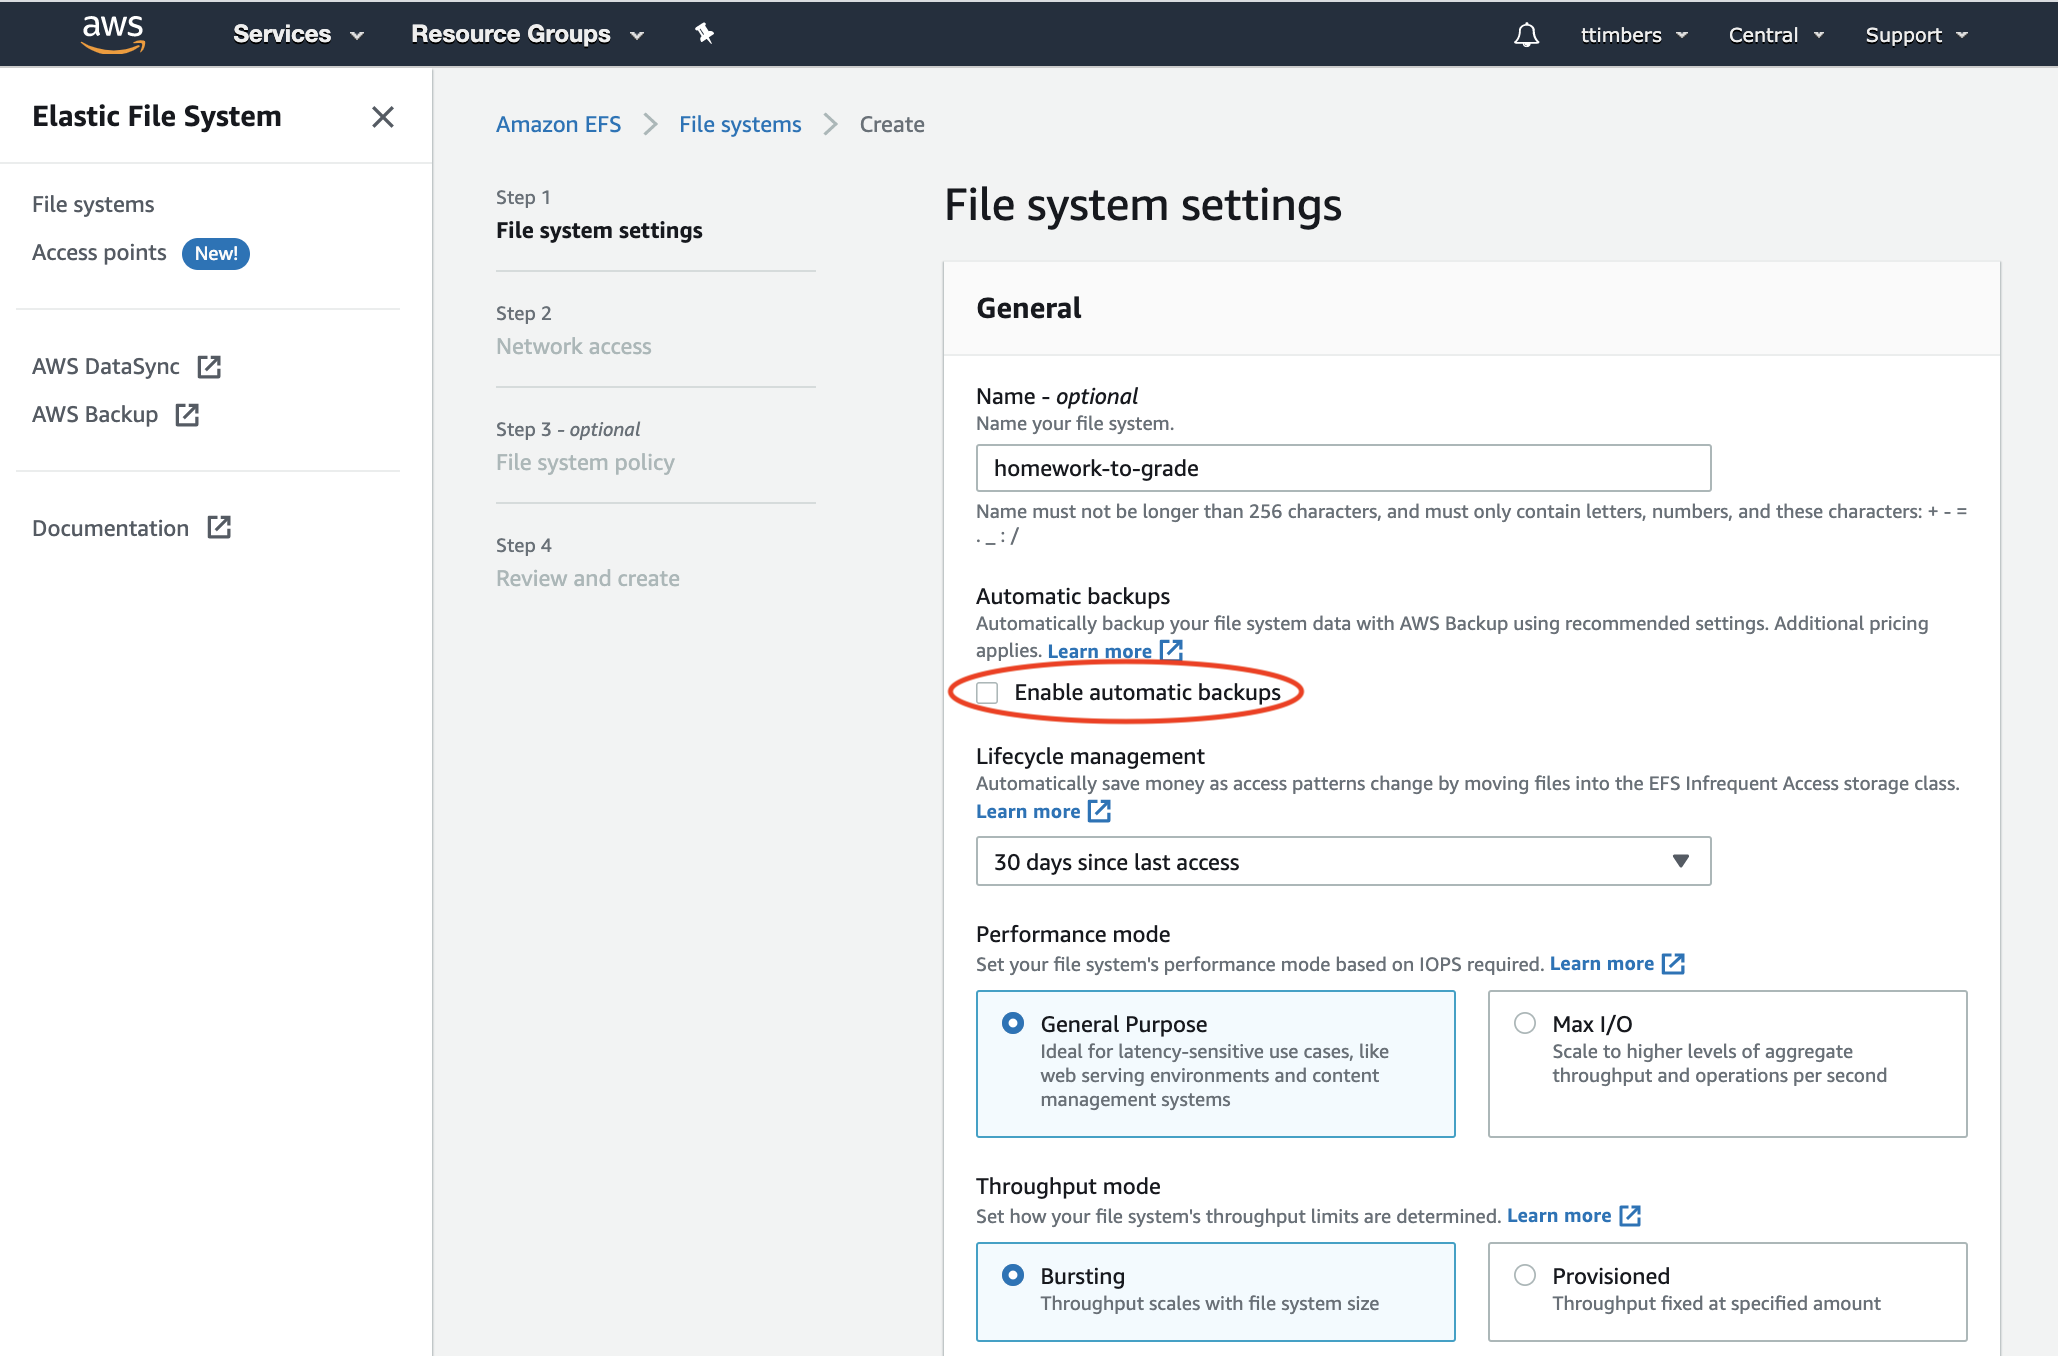 aws
Services
Resource Groups
ttimbers
Central
Support
Elastic File System
File systems
Access points New!
AWS DataSync
AWS Backup
Documentation
Amazon EFS > File systems > Create
Step 1
File system settings
Step 2
Network access
Step 3 - optional
File system policy
Step 4
Review and create
File system settings
General
Name - optional
Name your file system.
homework-to-grade
Name must not be longer than 256 characters, and must only contain letters, numbers, and these characters: + - =
. _ : /
Automatic backups
Automatically backup your file system data with AWS Backup using recommended settings. Additional pricing
applies. Learn more
Enable automatic backups
Lifecycle management
Automatically save money as access patterns change by moving files into the EFS Infrequent Access storage class.
Learn more
30 days since last access
Performance mode
Set your file system's performance mode based on IOPS required. Learn more
General Purpose
Ideal for latency-sensitive use cases, like
web serving environments and content
management systems
Max I/O
Scale to higher levels of aggregate
throughput and operations per second
Throughput mode
Set how your file system's throughput limits are determined. Learn more
Bursting
Throughput scales with file system size
Provisioned
Throughput fixed at specified amount